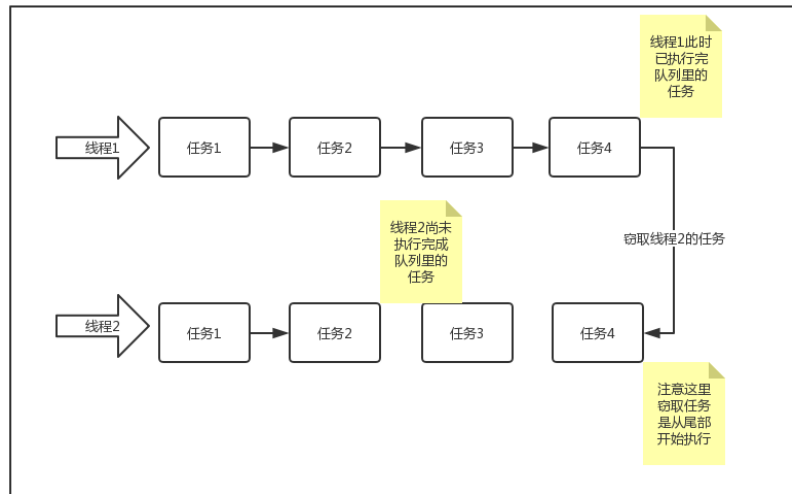 线程1此时
已执行完
队列里的
任务
线程1
任务1
任务2
任务3
任务4
窃取线程2的任务
线程2尚未
执行完成
队列里的
任务
线程2
任务1
任务2
任务3
任务4
注意这里
窃取任务
是从尾部
开始执行